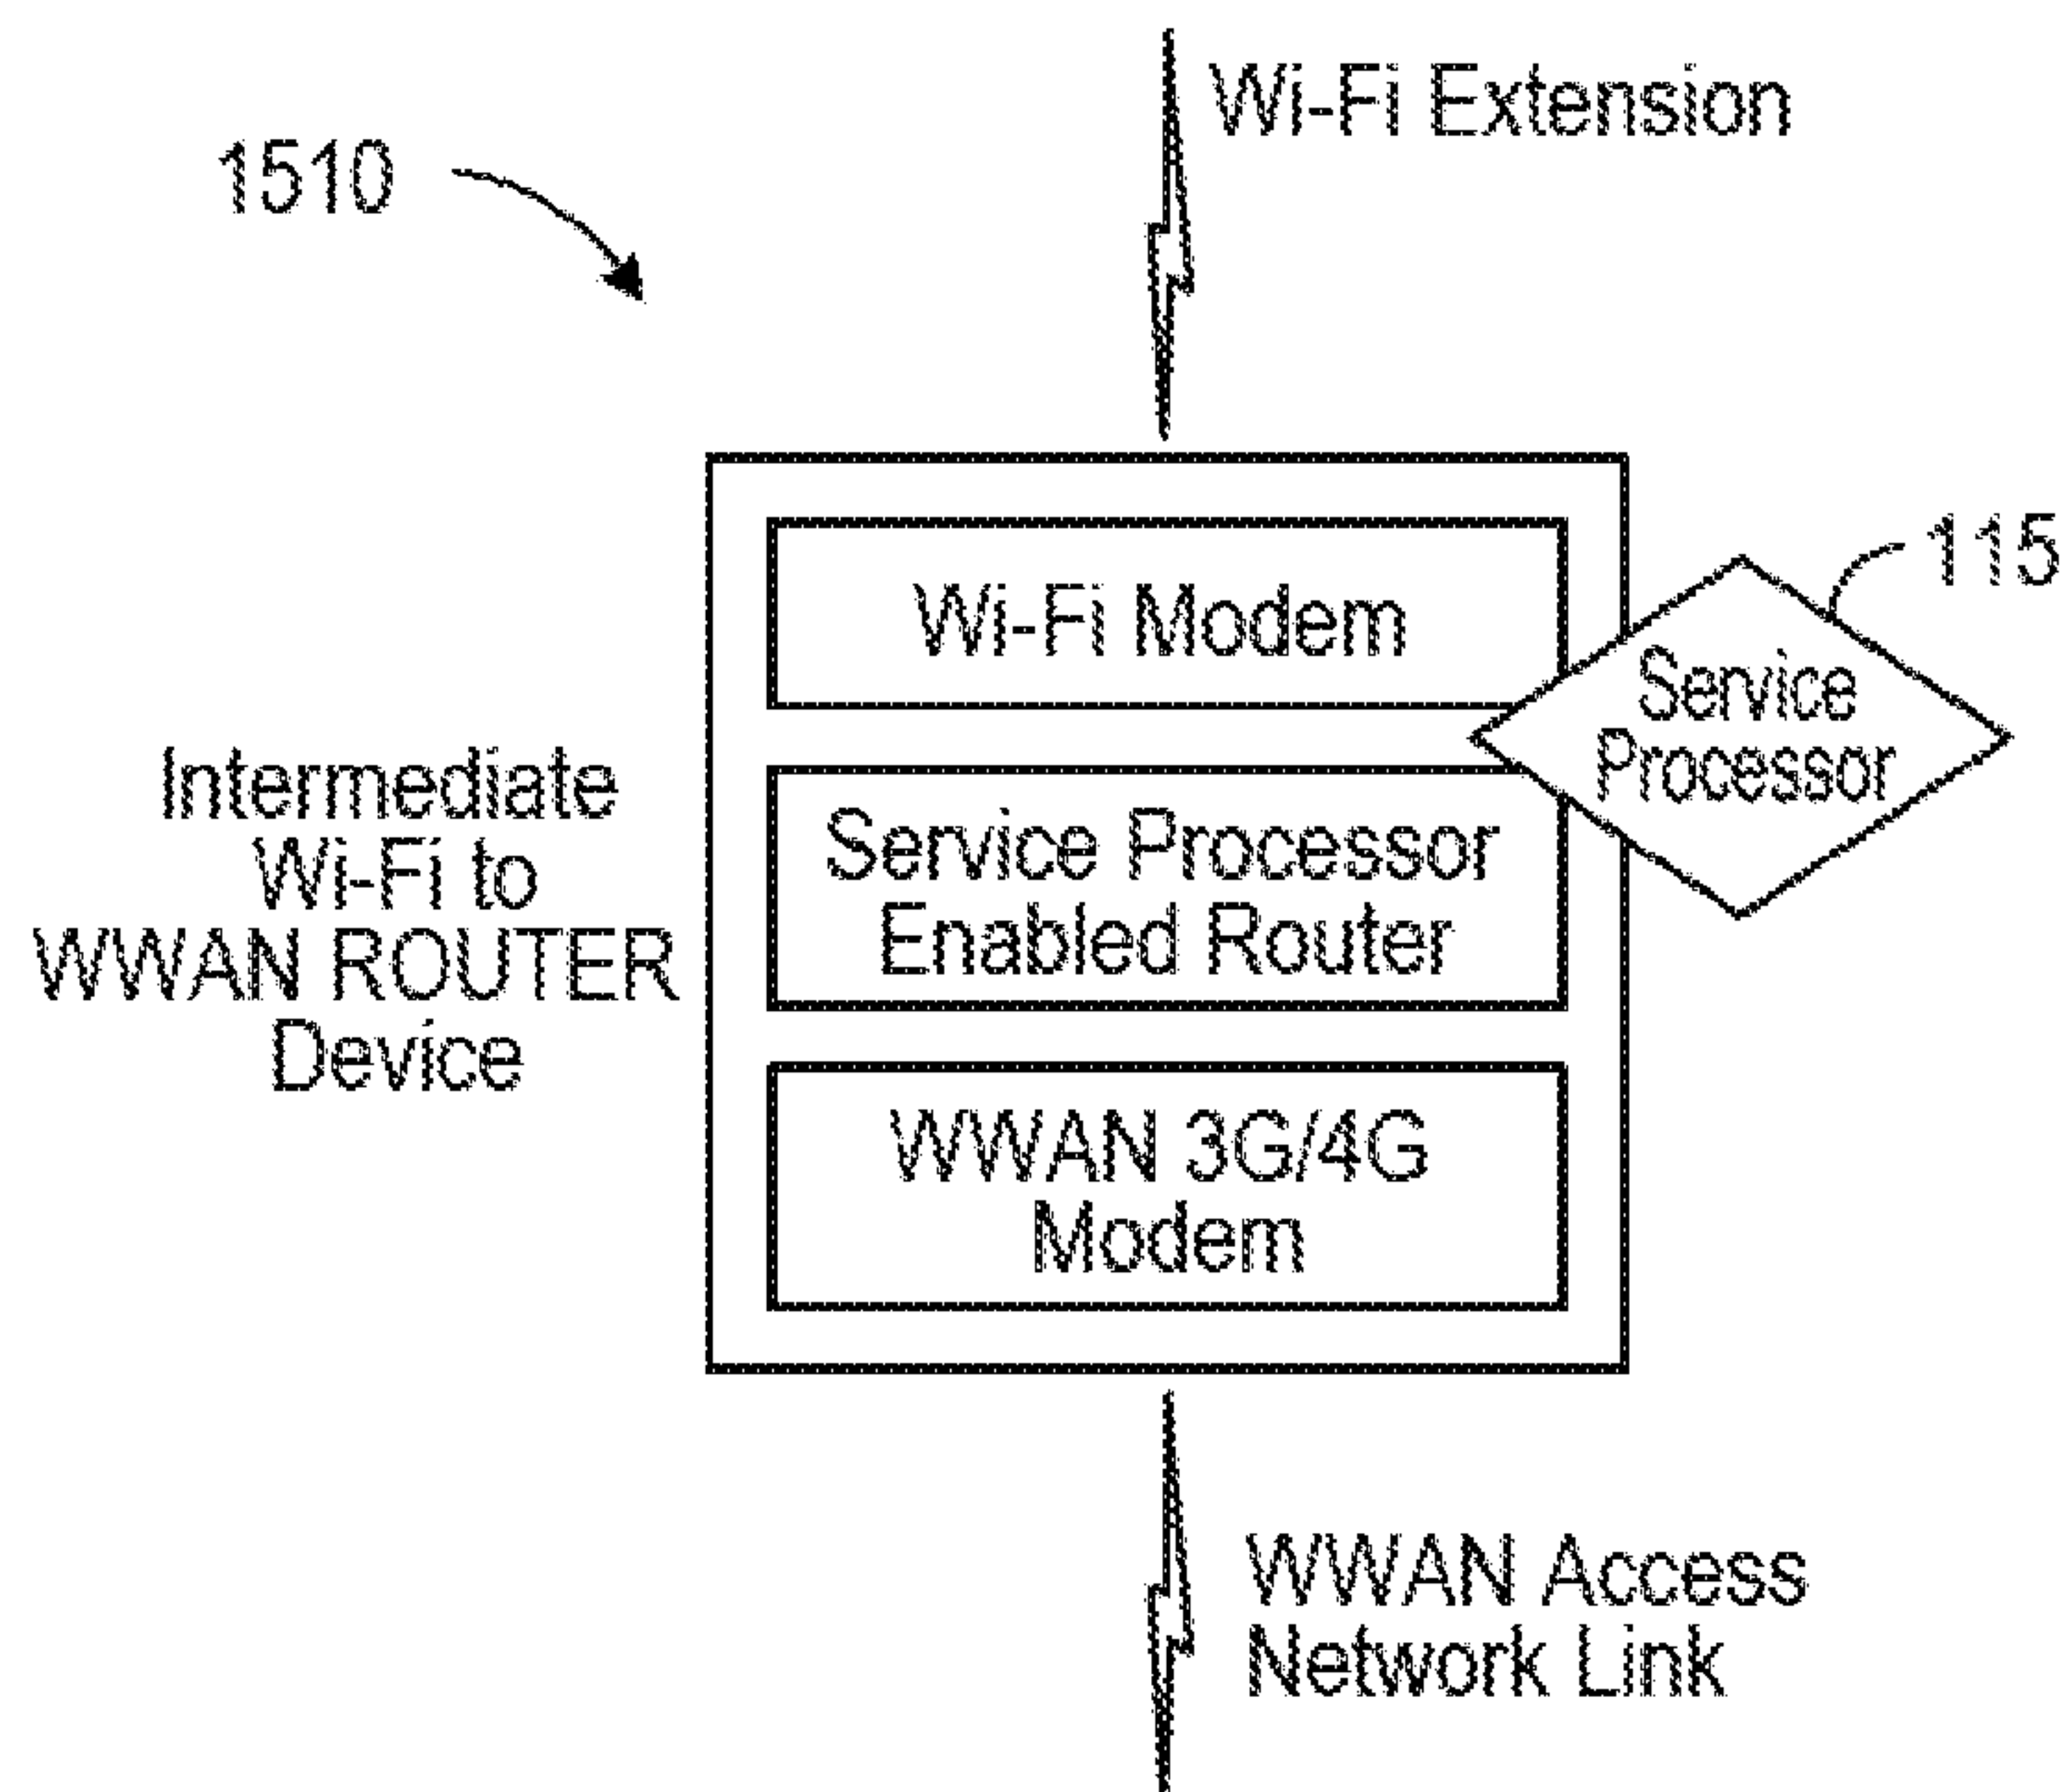 Wi-Fi Extension
1510
115
Wi-Fi Modem
Service
Processor
Intermediate
Wi-Fi to
WWAN ROUTER
Device
Service Processor
Enabled Router
WWAN 3G/4G
Modem
WWAN Access
Network Link